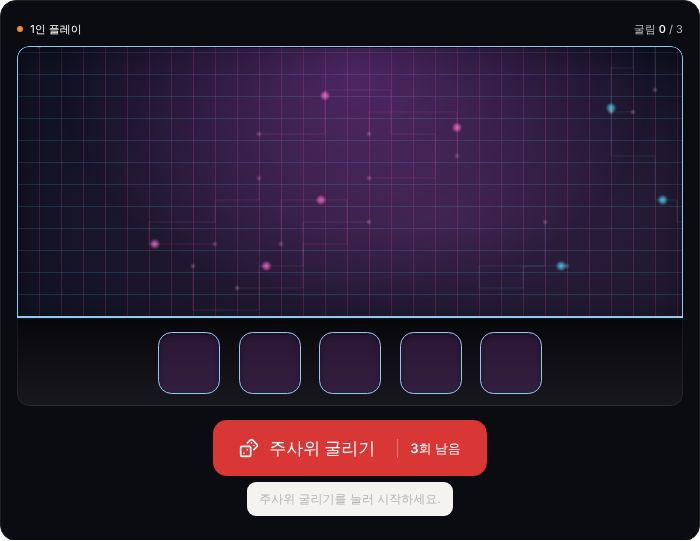 1인 플레이
굴림 0 / 3
주사위 굴리기
3회 남음
주사위 굴리기를 눌러 시작하세요.